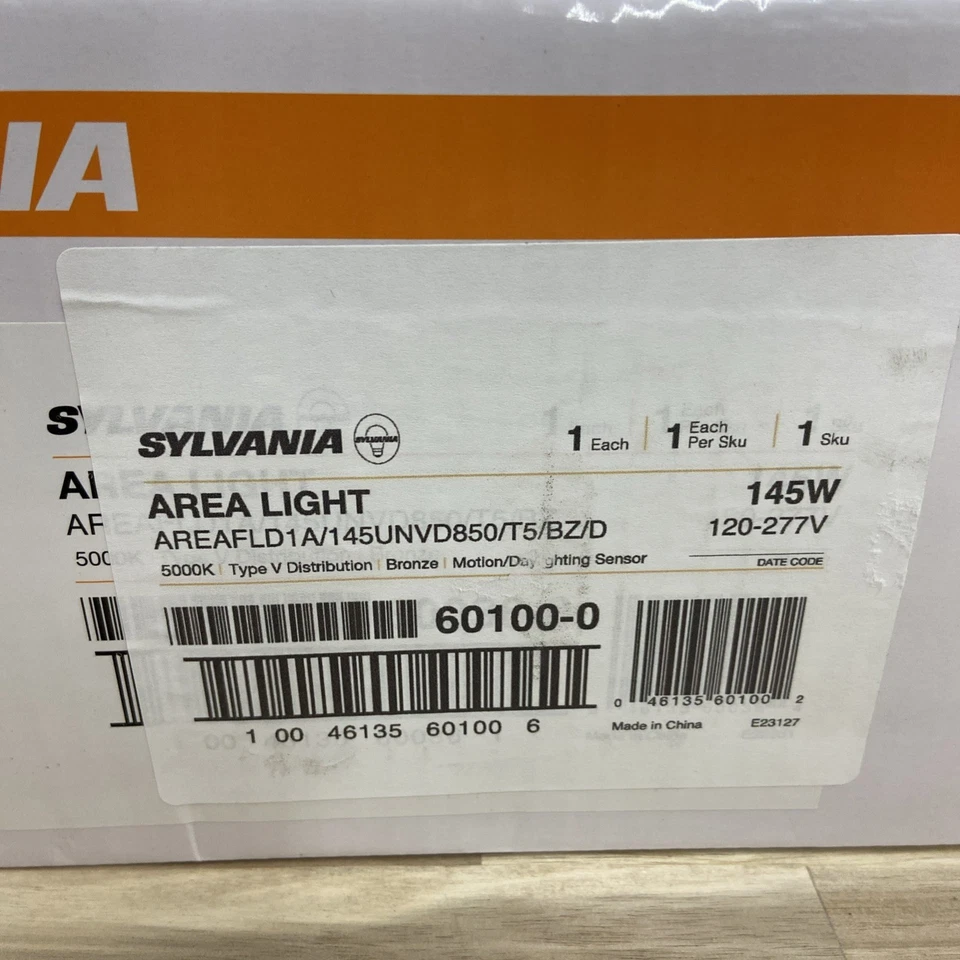 IA
SYLVANIA SYLVANIA 1 Each 1 Each Per Sku 1 Sku
AREA LIGHT 145W
AREAFLD1A/145UNVD850/T5/BZ/D 120-277V
5000K Type V Distribution Bronze Motion/Daylighting Sensor DATE CODE
60100-0
0 46135 60100 2
1 00 46135 60100 6
Made in China E23127